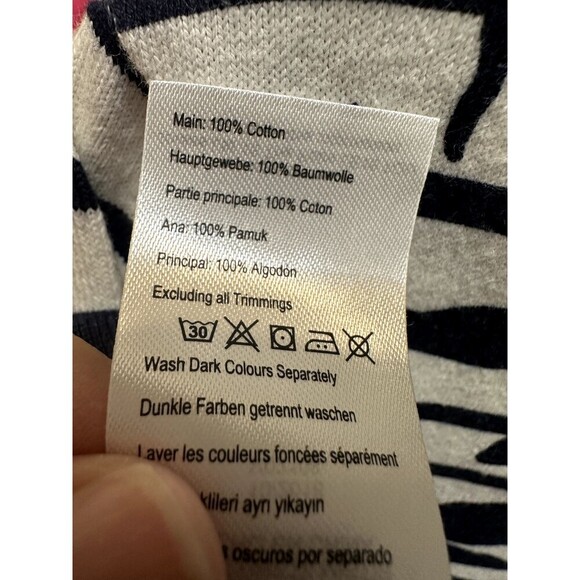 Main: 100% Cotton
Hauptgewebe: 100% Baumwolle
Partie principale: 100% Coton
Ana: 100% Pamuk
Principal: 100% Algodón
Excluding all Trimmings
30
Wash Dark Colours Separately
Dunkle Farben getrennt waschen
Laver les couleurs foncées séparément
ayrı yıkayın
oscuros por separado